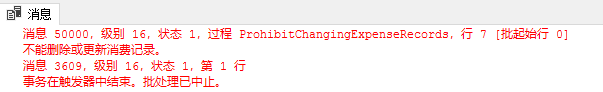 消息
消息 50000，级别 16，状态 1，过程 ProhibitChangingExpenseRecords，行 7 [批起始行 0]
不能删除或更新消费记录。
消息 3609，级别 16，状态 1，第 1 行
事务在触发器中结束。批处理已中止。